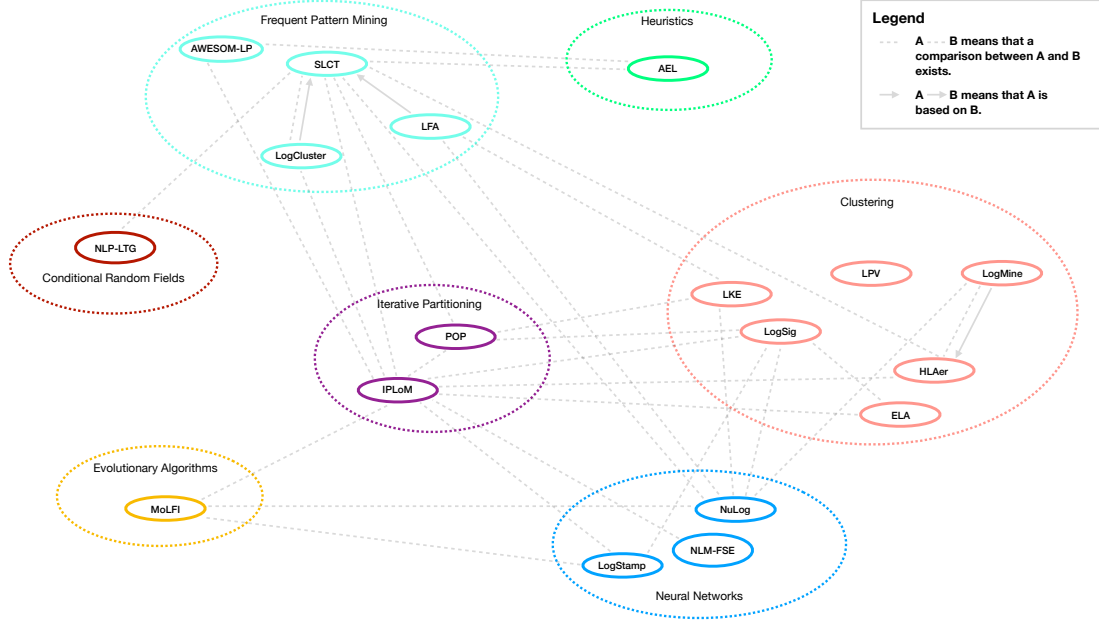 Frequent Pattern Mining
AWESOM-LP
SLCT
LFA
LogCluster
Heuristics
AEL
Legend
A B means that a
comparison between A and B
exists.
A B means that A is
based on B.
NLP-LTG
Conditional Random Fields
Clustering
LPV
LogMine
LKE
LogSig
HLAer
ELA
Iterative Partitioning
POP
IPLoM
Evolutionary Algorithms
MoLFI
NuLog
NLM-FSE
LogStamp
Neural Networks